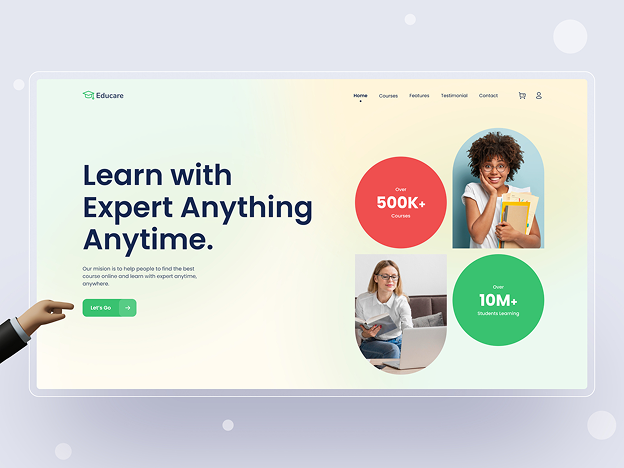 Educare
Home Courses Features Testimonial Contact
Learn with
Expert Anything
Anytime.
Our mision is to help people to find the best
course online and learn with expert anytime,
anywhere.
Let's Go
Over
500K+
Courses
Over
10M+
Students Learning